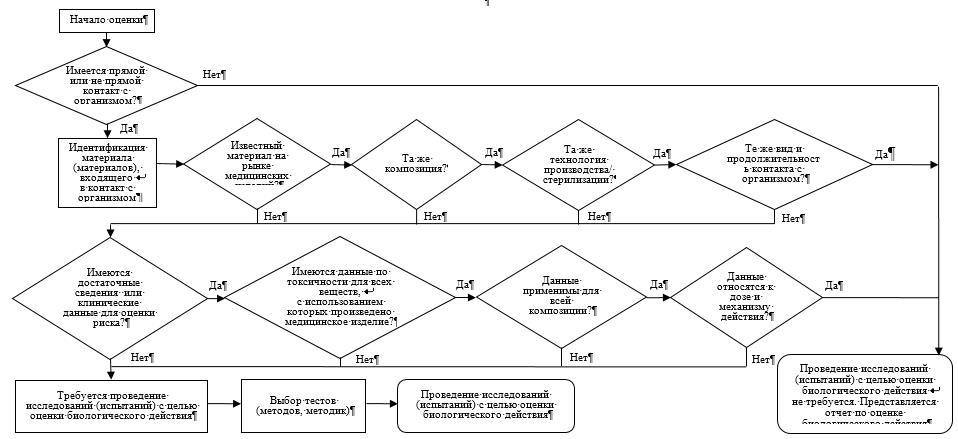 Начало оценки
Имеется прямой
или не прямой
контакт с
организмом?
Нет
Да
Идентификация
материала
(материалов),
входящего
в контакт с
организмом
Известный
материал на
рынке
медицинских
Да
Нет
Та же
композиция?
Да
Нет
Та же
технология
производства/
стерилизации?
Да
Нет
Те же вид и
продолжительност
ь контакта с
организмом?
Да
Нет
Имеются
достаточные
сведения или
клинические
данные для оценки
риска?
Да
Нет
Имеются данные по
токсичности для всех
веществ,
с использованием
которых произведено
медицинское изделие?
Да
Нет
Данные
применимы для
всей
композиции?
Да
Нет
Данные
относятся к
дозе и
механизму
действия?
Да
Нет
Требуется проведение
исследований (испытаний) с целью
оценки биологического действия
Выбор тестов
(методов, методик)
Проведение исследований
(испытаний) с целью оценки
биологического действия
Проведение исследований
(испытаний) с целью оценки
биологического действия
не требуется. Представляется
отчет по оценке
биологического действия